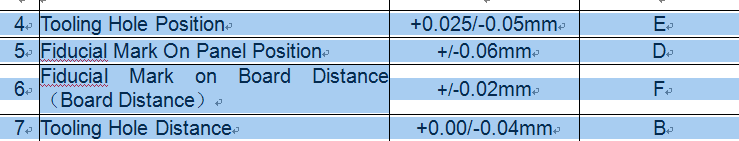 4 Tooling Hole Position +0.025/-0.05mm E
5 Fiducial Mark On Panel Position +/-0.06mm D
6 Fiducial Mark on Board Distance +/-0.02mm F
（Board Distance）
7 Tooling Hole Distance +0.00/-0.04mm B